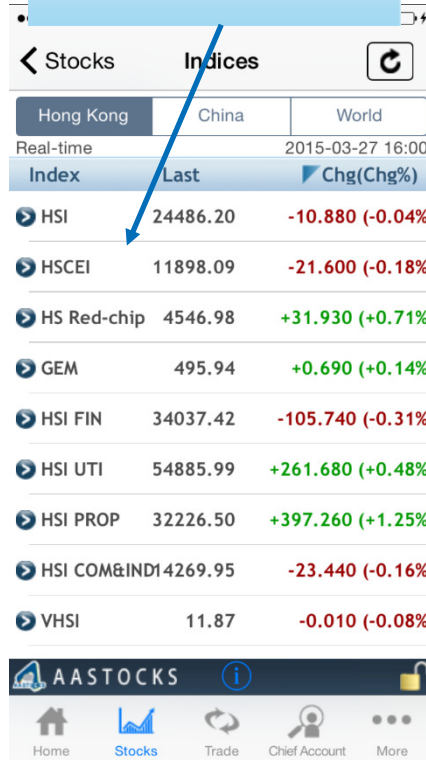 Stocks Indices
Hong Kong China World
Real-time 2015-03-27 16:00
Index Last Chg(Chg%)
HSI 24486.20 -10.880 (-0.04%
HSCEI 11898.09 -21.600 (-0.18%
HS Red-chip 4546.98 +31.930 (+0.71%
GEM 495.94 +0.690 (+0.14%
HSI FIN 34037.42 -105.740 (-0.31%
HSI UTI 54885.99 +261.680 (+0.48%
HSI PROP 32226.50 +397.260 (+1.25%
HSI COM&IND 14269.95 -23.440 (-0.16%
VHSI 11.87 -0.010 (-0.08%
AASTOCKS i
Home Stocks Trade Chief Account More